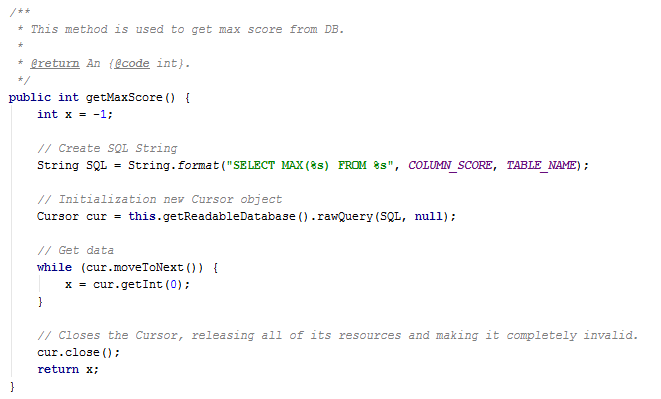 /**
 * This method is used to get max score from DB.
 *
 * @return An {@code int}.
 */
public int getMaxScore() {
    int x = -1;

    // Create SQL String
    String SQL = String.format("SELECT MAX(%s) FROM %s", COLUMN_SCORE, TABLE_NAME);

    // Initialization new Cursor object
    Cursor cur = this.getReadableDatabase().rawQuery(SQL, null);

    // Get data
    while (cur.moveToNext()) {
        x = cur.getInt(0);
    }

    // Closes the Cursor, releasing all of its resources and making it completely invalid.
    cur.close();
    return x;
}